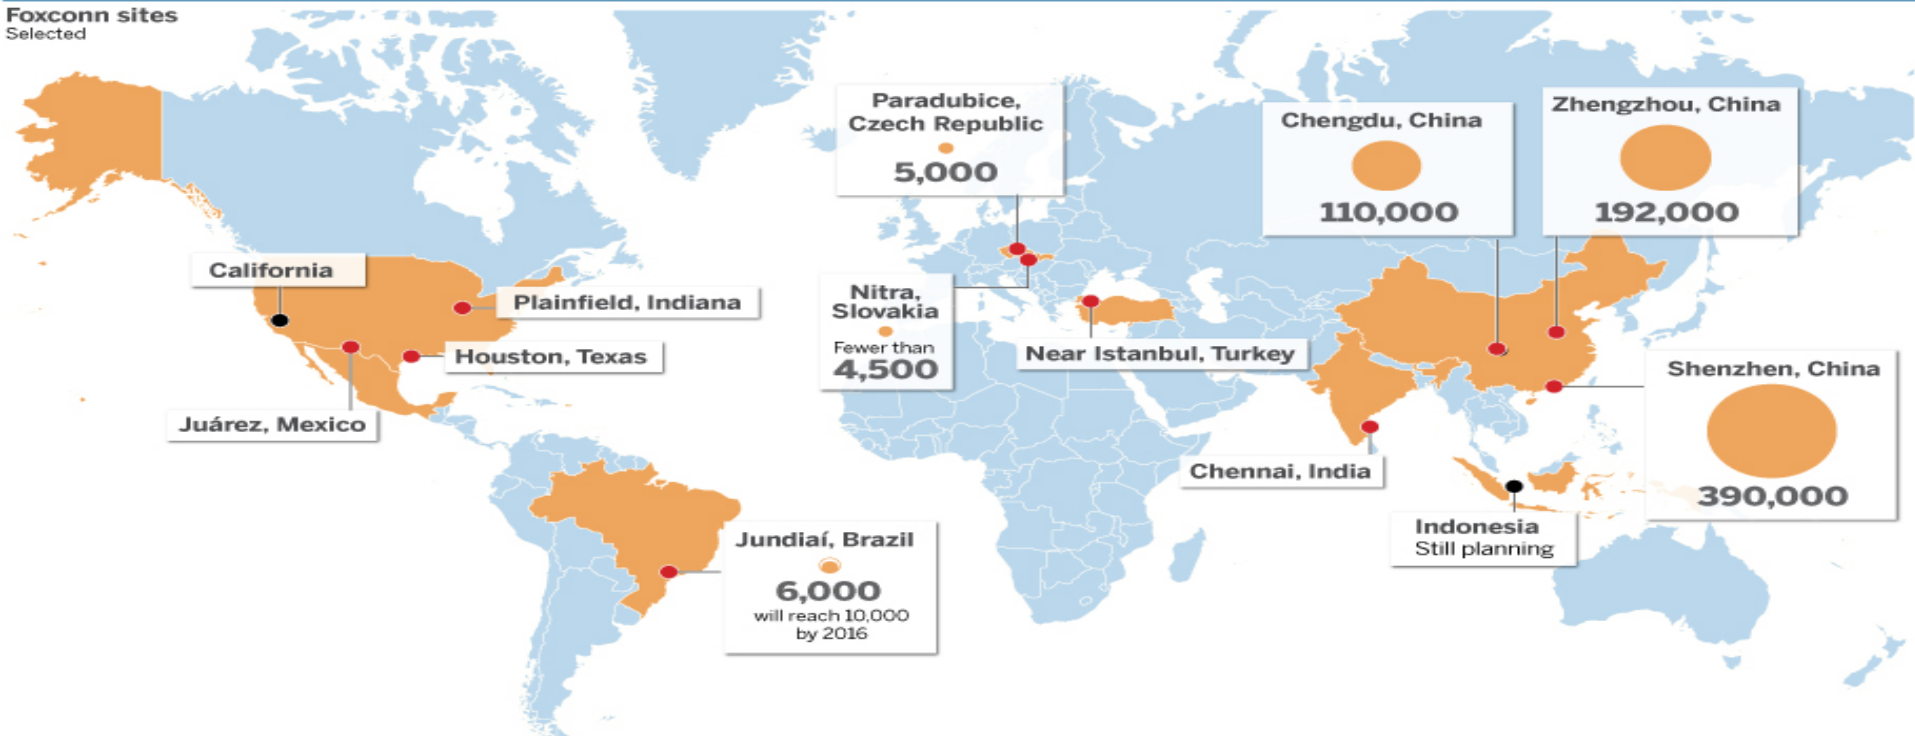 Foxconn sites
Selected
Paradubice,
Czech Republic
5,000
Chengdu, China
110,000
Zhengzhou, China
192,000
California
Plainfield, Indiana
Houston, Texas
Juárez, Mexico
Nitra,
Slovakia
Fewer than
4,500
Near Istanbul, Turkey
Shenzhen, China
390,000
Chennai, India
Indonesia
Still planning
Jundiaí, Brazil
6,000
will reach 10,000
by 2016